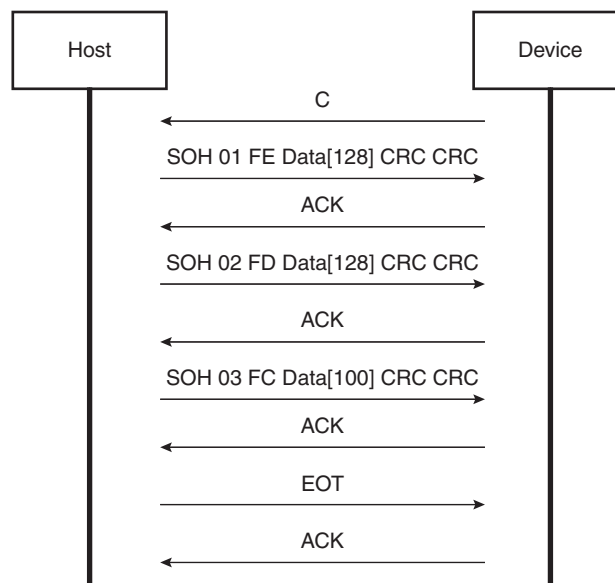 Host
Device
C
SOH 01 FE Data[128] CRC CRC
ACK
SOH 02 FD Data[128] CRC CRC
ACK
SOH 03 FC Data[100] CRC CRC
ACK
EOT
ACK